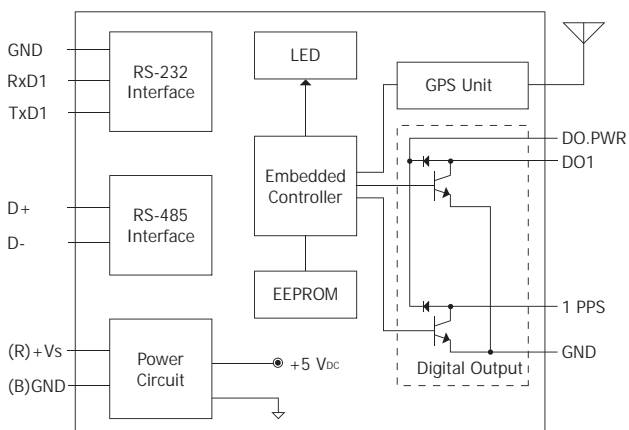 GND
RxD1
TxD1
RS-232
Interface
LED
GPS Unit
DO.PWR
DO1
Embedded
Controller
D+
D-
RS-485
Interface
EEPROM
1 PPS
GND
Digital Output
(R)+Vs
(B)GND
Power
Circuit
+5 VDC